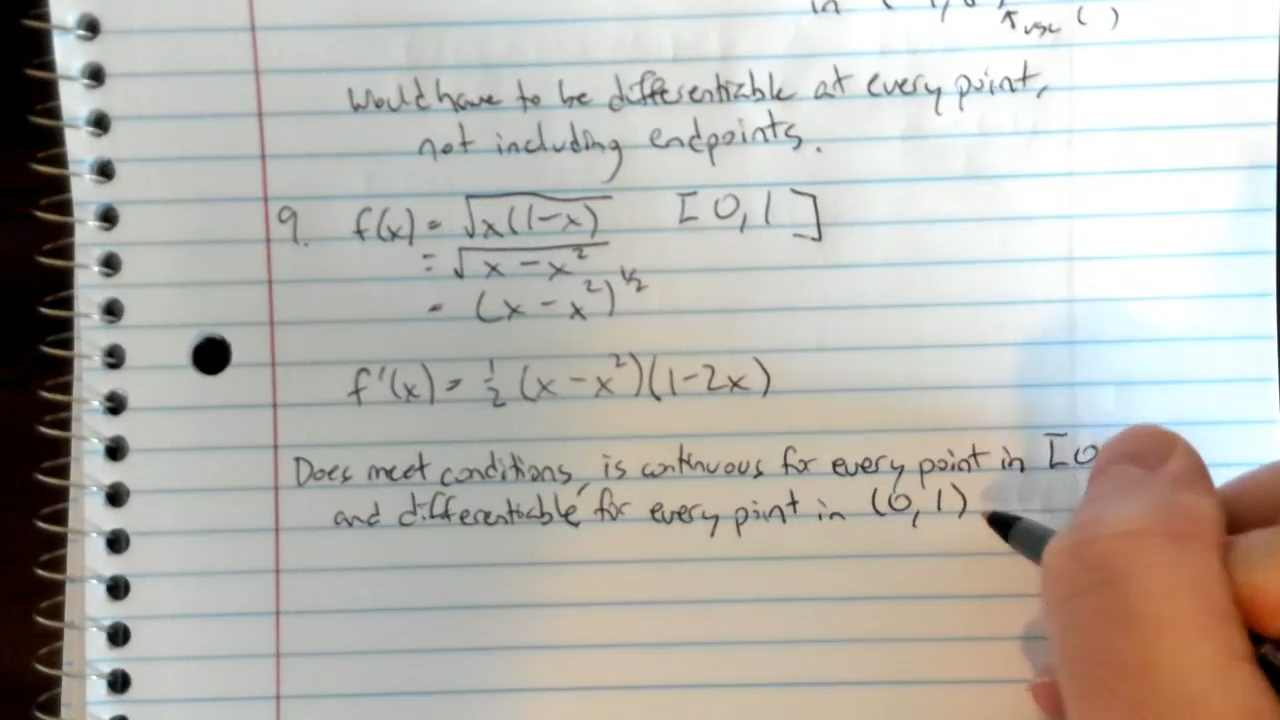 in
Would have to be differentiable at every point,
not including endpoints.
9. f(x) = √x(1-x) [0,1]
= √x-x²
= (x-x²)^1/2
f'(x) = 1/2 (x-x²)(1-2x)
Does meet conditions, is continuous for every point in [0
and differentiable for every point in (0,1)